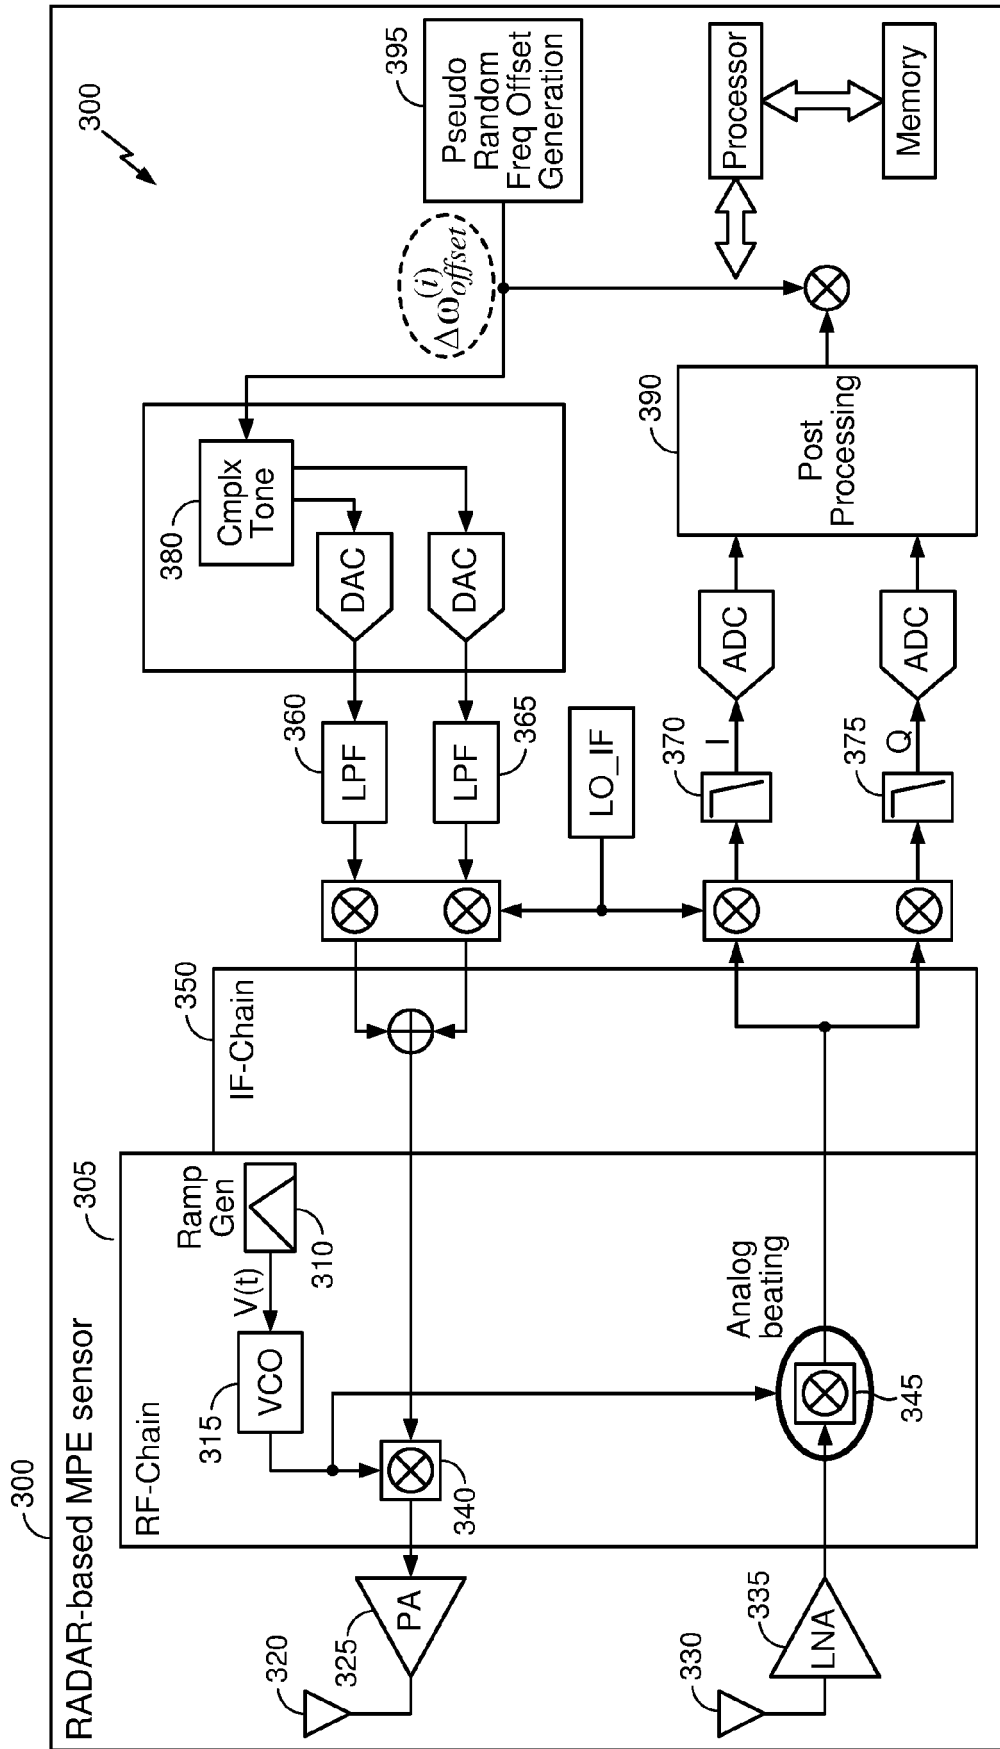 300
RADAR-based MPE sensor
300
305
RF-Chain
350
IF-Chain
Ramp
Gen
310
V(t)
315
VCO
320
325
PA
340
360
LPF
LPF
365
380
Cmplx
Tone
DAC
DAC
Δω(i)offset
Pseudo
Random
Freq Offset
Generation
395
LO_IF
330
335
LNA
Analog
beating
345
370
I
375
Q
ADC
ADC
390
Post
Processing
Processor
Memory